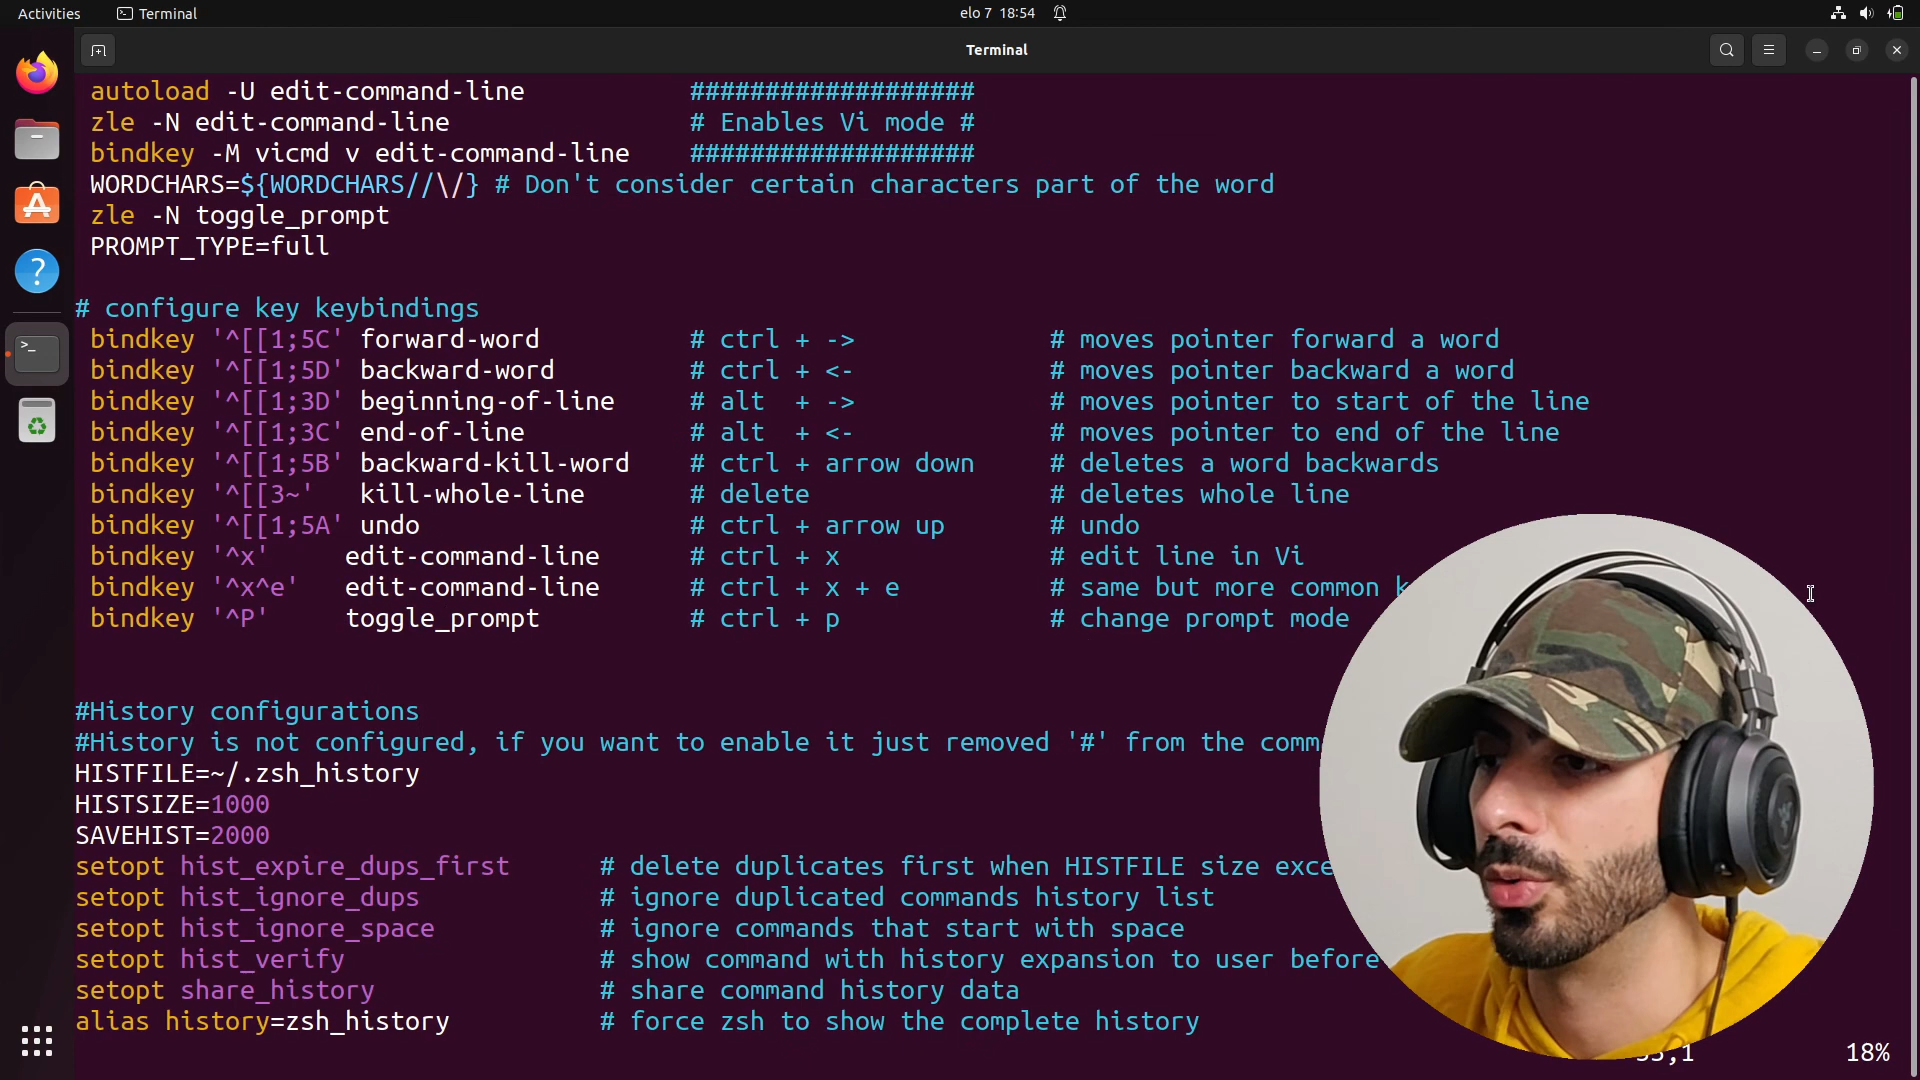 Activities
Terminal
elo 7 18:54
Terminal
autoload -U edit-command-line ###################
zle -N edit-command-line # Enables Vi mode #
bindkey -M vicmd v edit-command-line ###################
WORDCHARS=${WORDCHARS//\/} # Don't consider certain characters part of the word
zle -N toggle_prompt
PROMPT_TYPE=full
# configure key keybindings
bindkey '^[[1;5C' forward-word # ctrl + -> # moves pointer forward a word
bindkey '^[[1;5D' backward-word # ctrl + <- # moves pointer backward a word
bindkey '^[[1;3D' beginning-of-line # alt + -> # moves pointer to start of the line
bindkey '^[[1;3C' end-of-line # alt + <- # moves pointer to end of the line
bindkey '^[[1;5B' backward-kill-word # ctrl + arrow down # deletes a word backwards
bindkey '^[[3~' kill-whole-line # delete # deletes whole line
bindkey '^[[1;5A' undo # ctrl + arrow up # undo
bindkey '^x' edit-command-line # ctrl + x # edit line in Vi
bindkey '^x^e' edit-command-line # ctrl + x + e # same but more common
bindkey '^P' toggle_prompt # ctrl + p # change prompt mode
#History configurations
#History is not configured, if you want to enable it just removed '#' from the
HISTFILE=~/.zsh_history
HISTSIZE=1000
SAVEHIST=2000
setopt hist_expire_dups_first # delete duplicates first when HISTFILE size
setopt hist_ignore_dups # ignore duplicated commands history list
setopt hist_ignore_space # ignore commands that start with space
setopt hist_verify # show command with history expansion to user before
setopt share_history # share command history data
alias history=zsh_history # force zsh to show the complete history
18%